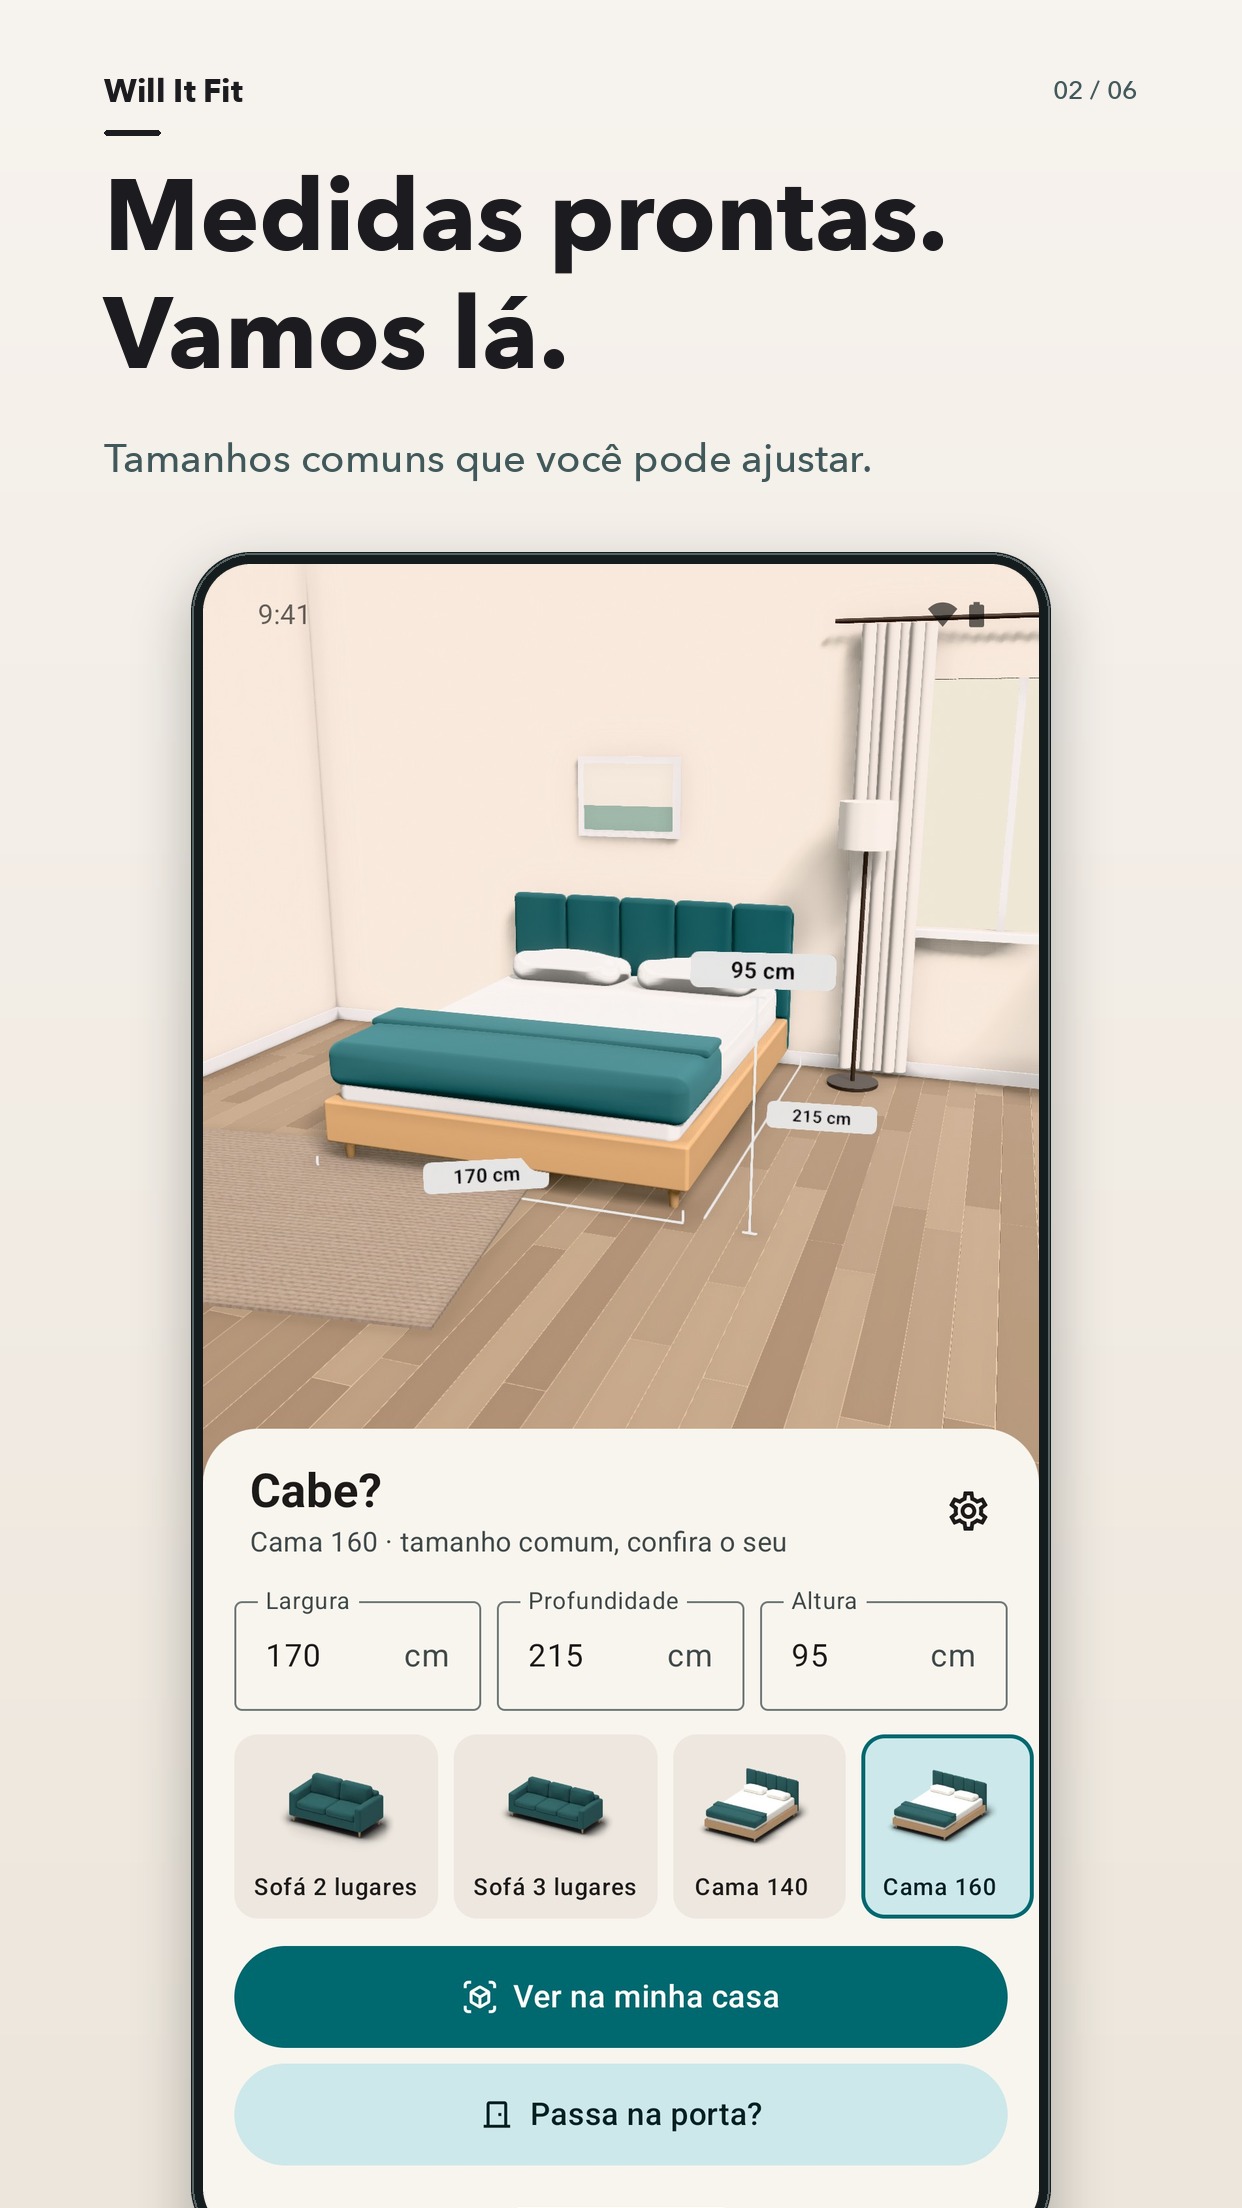 Will It Fit
02 / 06
Medidas prontas.
Vamos lá.
Tamanhos comuns que você pode ajustar.
9:41
95 cm
215 cm
170 cm
Cabe?
Cama 160 · tamanho comum, confira o seu
Largura
Profundidade
Altura
170 cm
215 cm
95 cm
Sofá 2 lugares
Sofá 3 lugares
Cama 140
Cama 160
Ver na minha casa
Passa na porta?